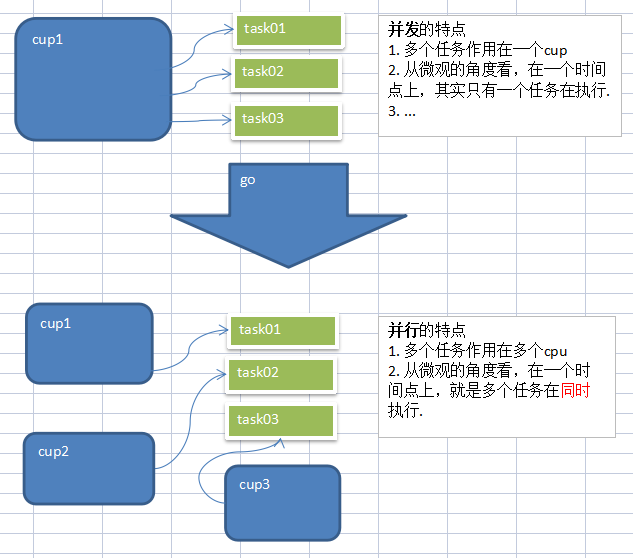 cup1
task01
task02
task03
并发的特点
1. 多个任务作用在一个cup
2. 从微观的角度看，在一个时间
点上，其实只有一个任务在执行.
3. ...
go
cup1
task01
task02
task03
cup2
cup3
并行的特点
1. 多个任务作用在多个cpu
2. 从微观的角度看，在一个时
间点上，就是多个任务在同时
执行.